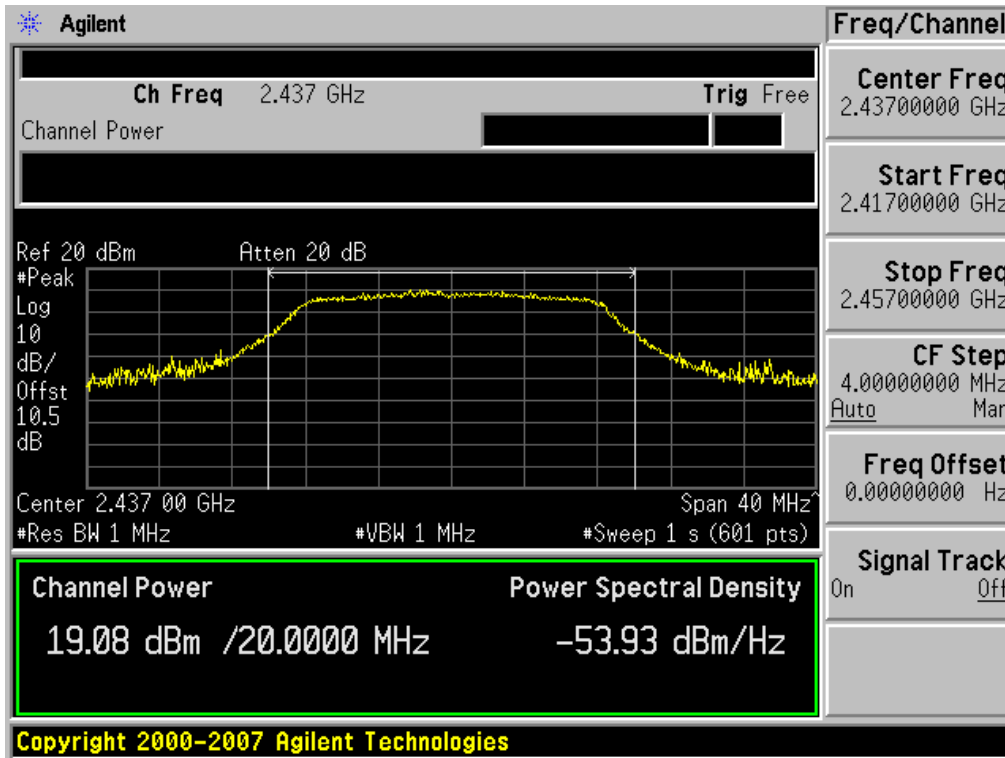 Agilent
Freq/Channel
Ch Freq 2.437 GHz Trig Free
Channel Power
Center Freq
2.43700000 GHz
Start Freq
2.41700000 GHz
Stop Freq
2.45700000 GHz
CF Step
4.00000000 MHz
Auto Man
Freq Offset
0.00000000 Hz
Signal Track
On Off
Ref 20 dBm Atten 20 dB
#Peak
Log
10
dB/
Offst
10.5
dB
Center 2.437 00 GHz Span 40 MHz^
#Res BW 1 MHz #VBW 1 MHz #Sweep 1 s (601 pts)
Channel Power Power Spectral Density
19.08 dBm /20.0000 MHz -53.93 dBm/Hz
Copyright 2000-2007 Agilent Technologies